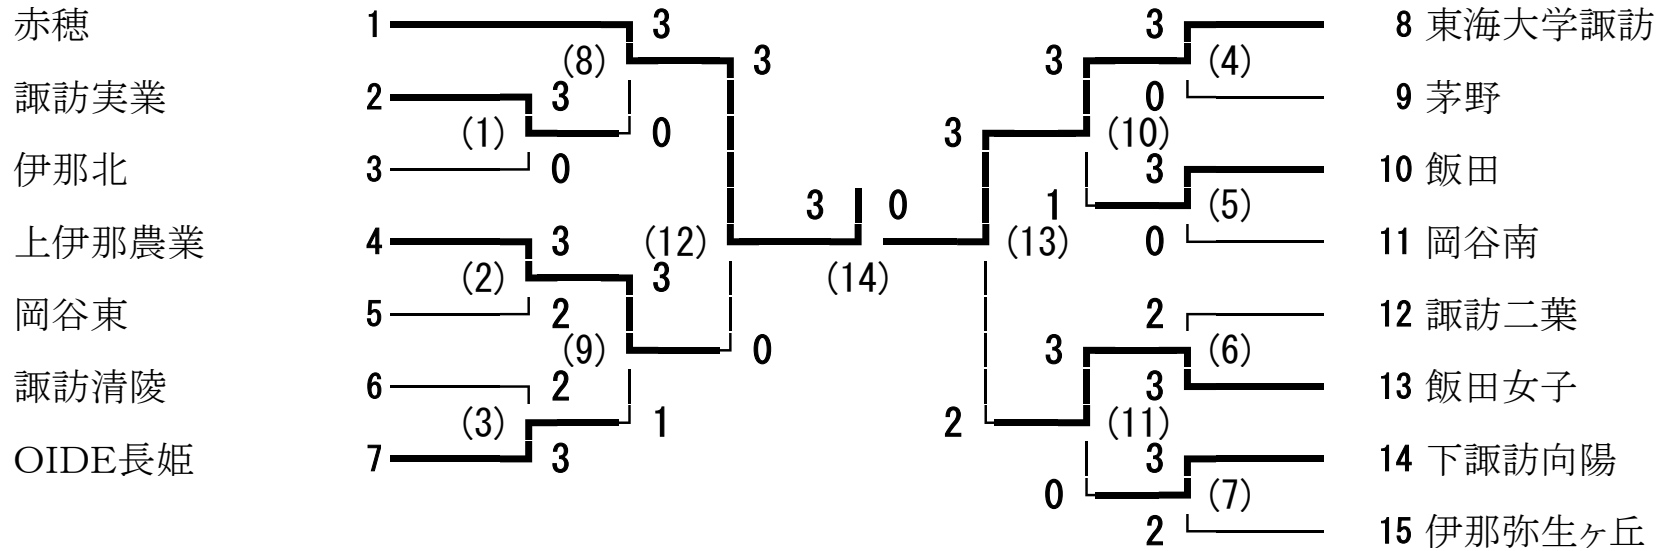 赤穂 1 3 3 8 東海大学諏訪
(8) 3 3 (4)
諏訪実業 2 3 0 9 茅野
(1) 0 3 (10)
伊那北 3 0 3 10 飯田
3 0 1 (5)
上伊那農業 4 3 (12) (13) 0 11 岡谷南
(2) 3 (14)
岡谷東 5 2 2 12 諏訪二葉
(9) 0 3 (6)
諏訪清陵 6 2 3 13 飯田女子
(3) 1 2 (11)
OIDE長姫 7 3 3 14 下諏訪向陽
0 (7)
2 15 伊那弥生ヶ丘